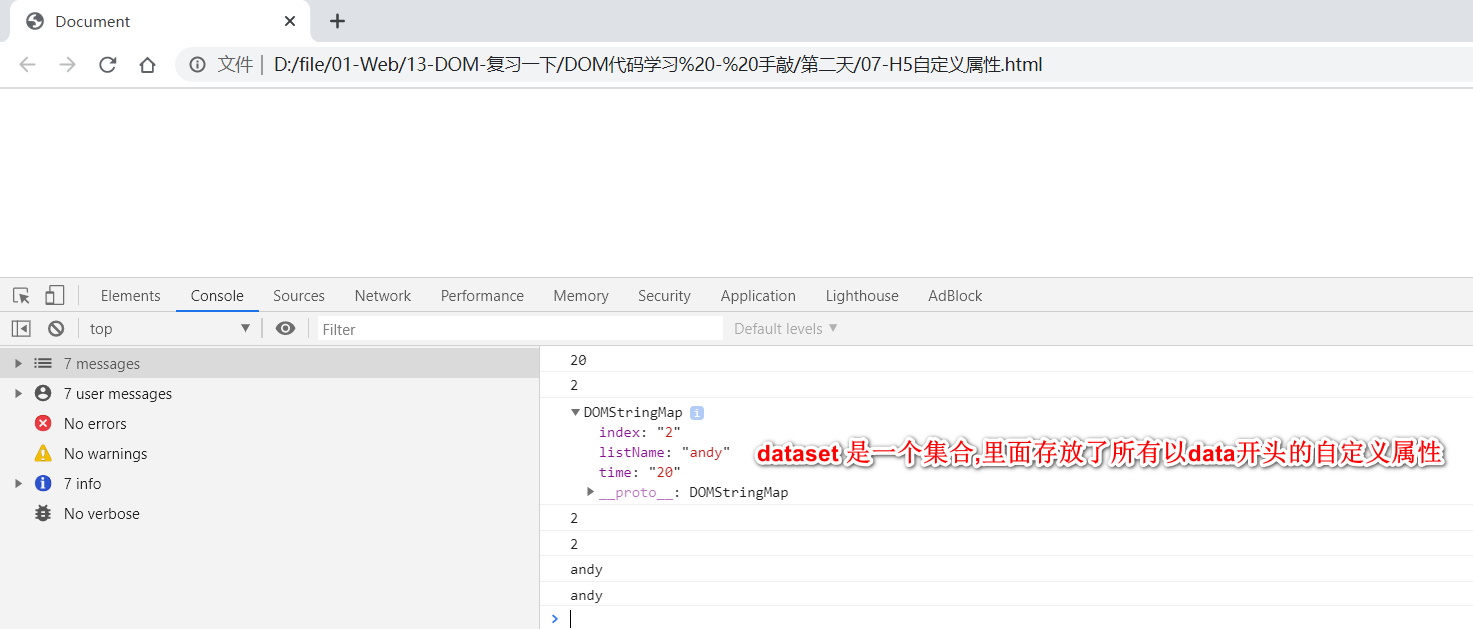 Document
文件 | D:/file/01-Web/13-DOM-复习一下/DOM代码学习%20-%20手敲/第二天/07-H5自定义属性.html
Elements Console Sources Network Performance Memory Security Application Lighthouse AdBlock
top Filter Default levels
7 messages
7 user messages
No errors
No warnings
7 info
No verbose
20
2
DOMStringMap i
index: "2"
listName: "andy"
time: "20"
__proto__: DOMStringMap
dataset 是一个集合,里面存放了所有以data开头的自定义属性
2
2
andy
andy